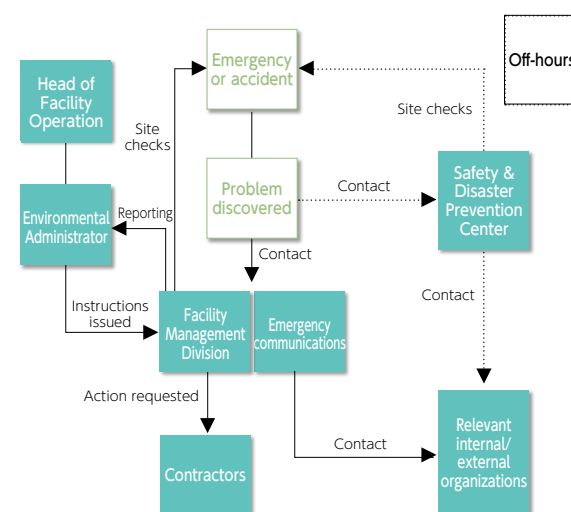 Emergency
or accident
Off-hours
Head of
Facility
Operation
Site
checks
Site checks
Problem
discovered
Contact
Safety &
Disaster
Prevention
Center
Environmental
Administrator
Reporting
Contact
Instructions
issued
Facility
Management
Division
Emergency
communications
Contact
Action requested
Contractors
Contact
Relevant
internal/
external
organizations